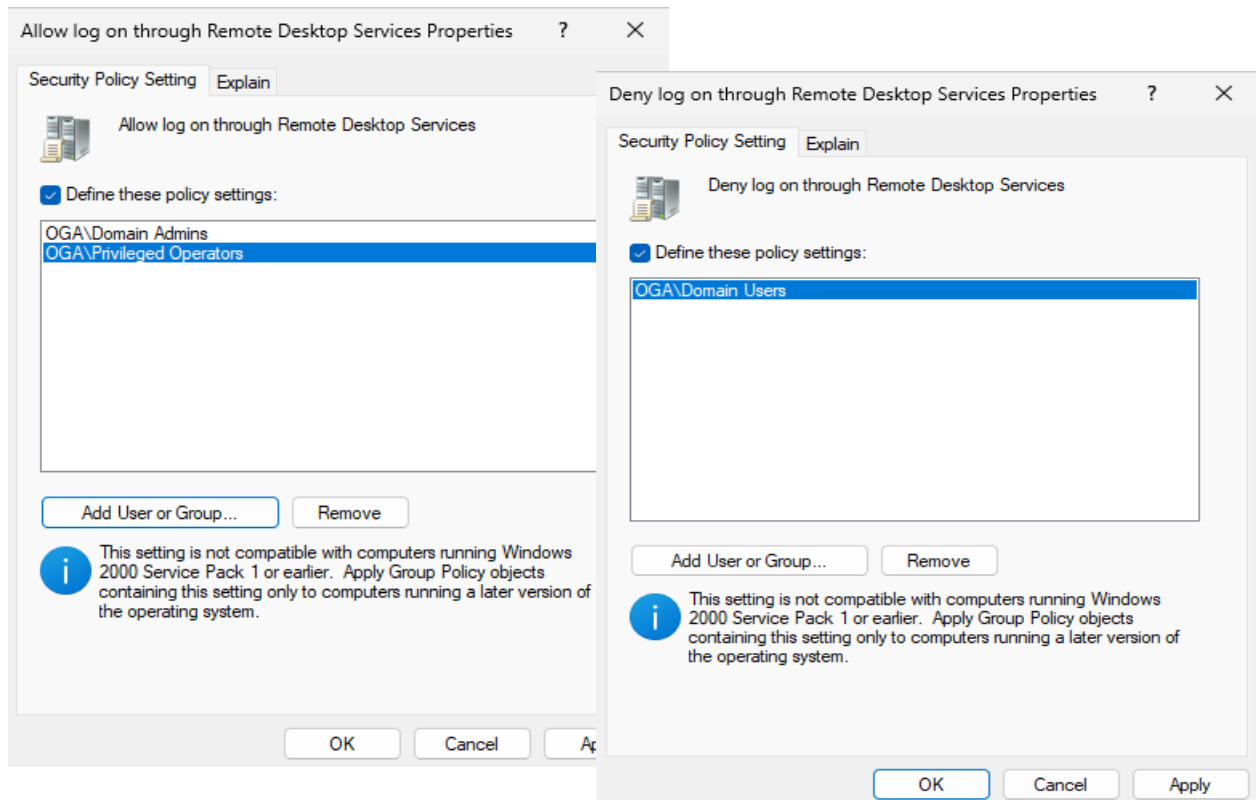 Allow log on through Remote Desktop Services Properties ?
Security Policy Setting Explain
Allow log on through Remote Desktop Services
Define these policy settings:
OGA\Domain Admins
OGA\Privileged Operators
Add User or Group... Remove
This setting is not compatible with computers running Windows
2000 Service Pack 1 or earlier. Apply Group Policy objects
containing this setting only to computers running a later version of
the operating system.
OK Cancel
Deny log on through Remote Desktop Services Properties ?
Security Policy Setting Explain
Deny log on through Remote Desktop Services
Define these policy settings:
OGA\Domain Users
Add User or Group... Remove
This setting is not compatible with computers running Windows
2000 Service Pack 1 or earlier. Apply Group Policy objects
containing this setting only to computers running a later version of
the operating system.
OK Cancel Apply